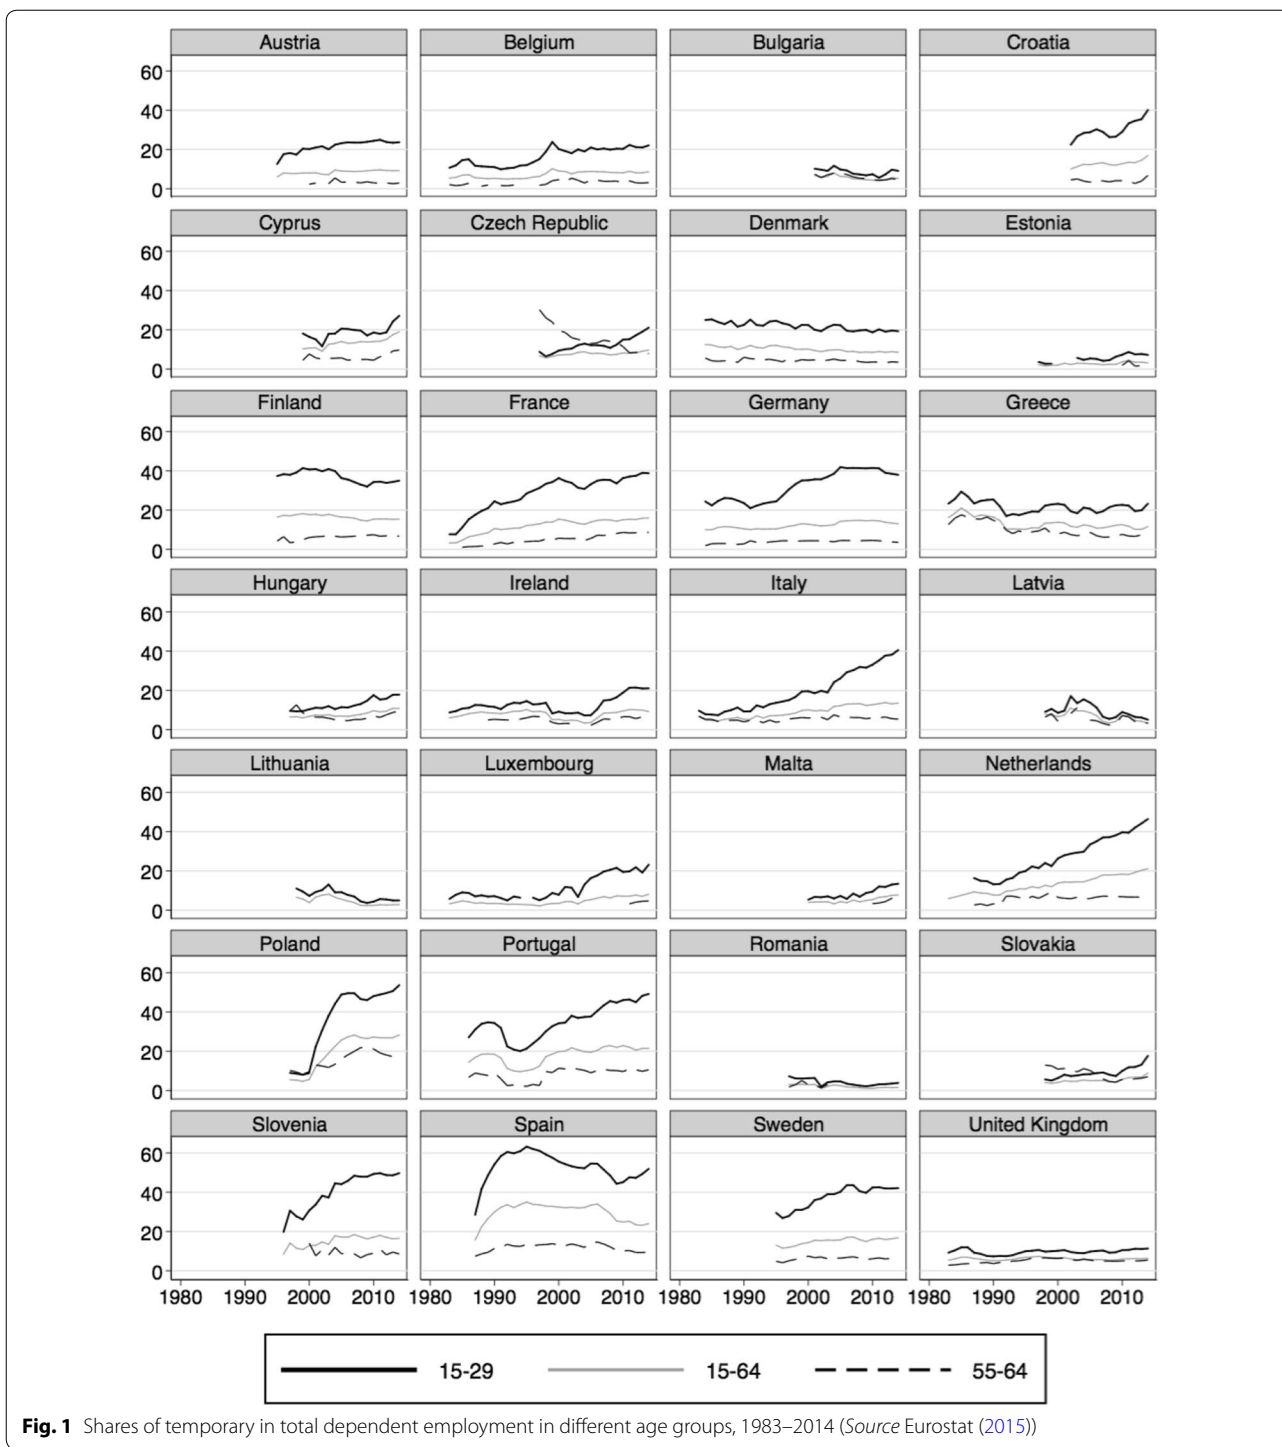 Austria Belgium Bulgaria Croatia
60
40
20
0
Cyprus Czech Republic Denmark Estonia
60
40
20
0
Finland France Germany Greece
60
40
20
0
Hungary Ireland Italy Latvia
60
40
20
0
Lithuania Luxembourg Malta Netherlands
60
40
20
0
Poland Portugal Romania Slovakia
60
40
20
0
Slovenia Spain Sweden United Kingdom
60
40
20
0
1980 1990 2000 2010 1980 1990 2000 2010 1980 1990 2000 2010 1980 1990 2000 2010
15-29 15-64 55-64
Fig. 1 Shares of temporary in total dependent employment in different age groups, 1983–2014 (Source Eurostat (2015))